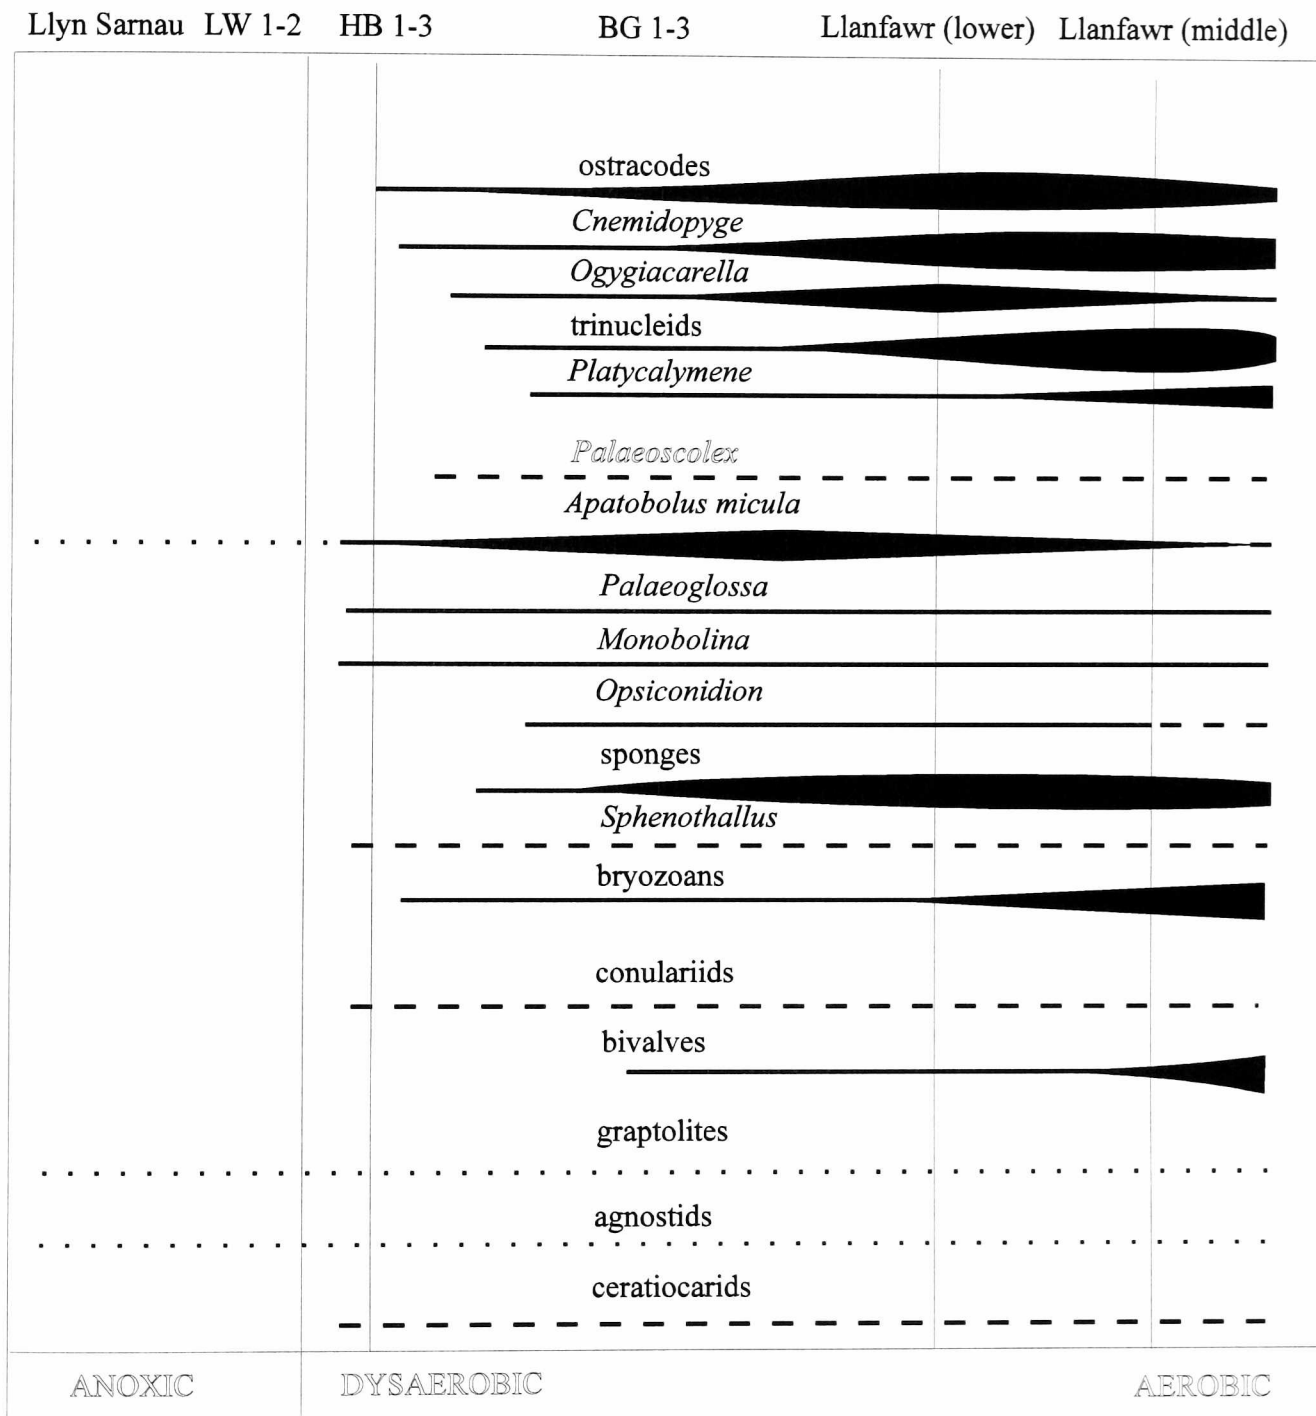 Llyn Sarnau LW 1-2 HB 1-3 BG 1-3 Llanfawr (lower) Llanfawr (middle)
ostracodes
Cnemidopyge
Ogygiacarella
trinucleids
Platycalymene
Palaeoscolex
Apatobolus micula
Palaeoglossa
Monobolina
Opsiconidion
sponges
Sphenothallus
bryozoans
conulariids
bivalves
graptolites
agnostids
ceratiocarids
ANOXIC DYSAEROBIC AEROBIC